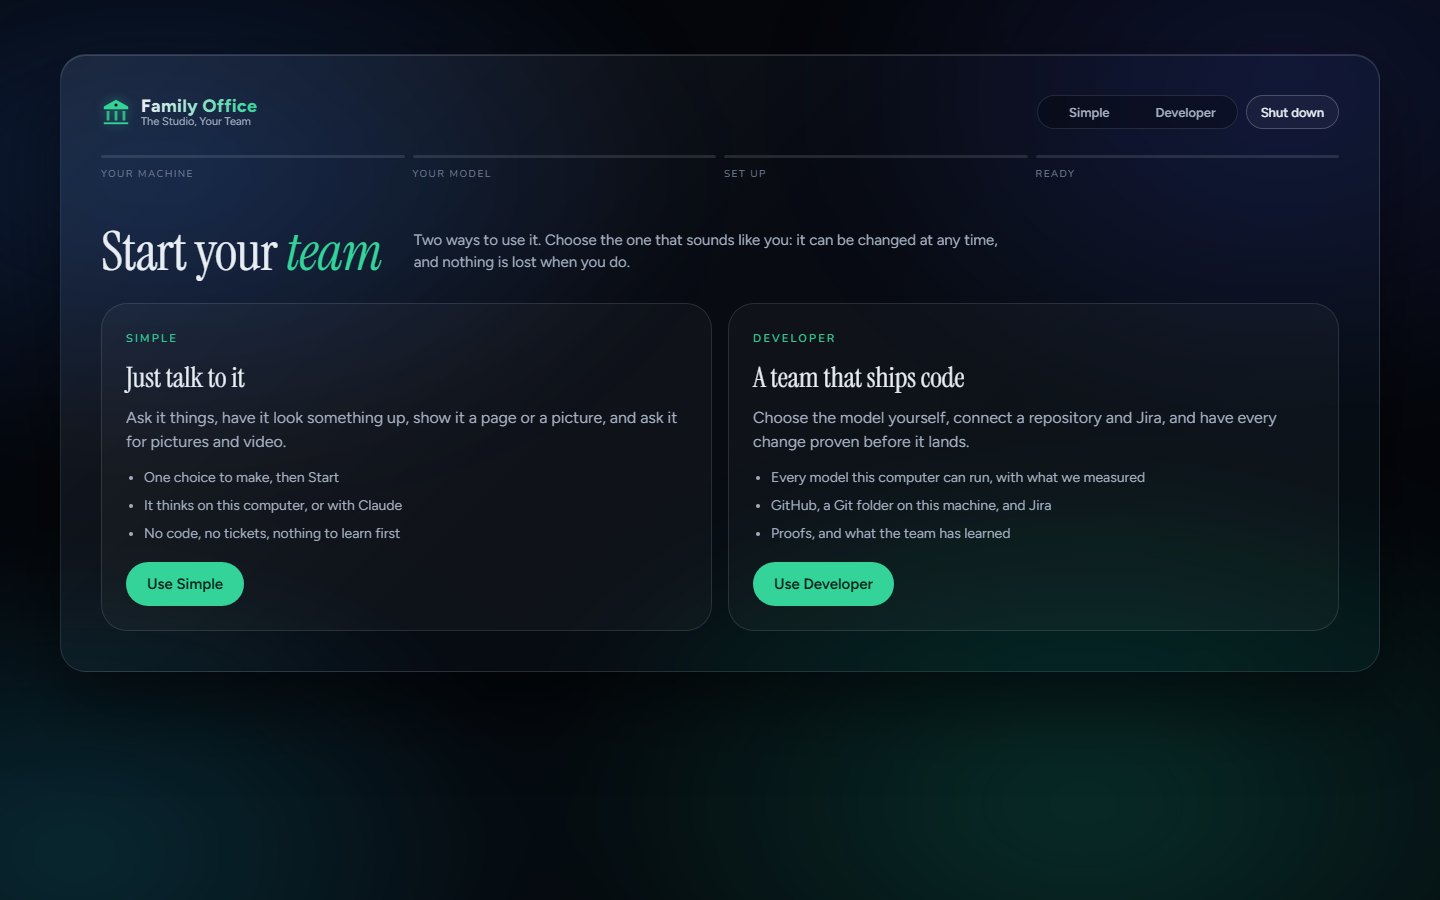 Family Office
The Studio, Your Team
Simple
Developer
Shut down
YOUR MACHINE
YOUR MODEL
SET UP
READY
Start your team
Two ways to use it. Choose the one that sounds like you: it can be changed at any time,
and nothing is lost when you do.
SIMPLE
Just talk to it
Ask it things, have it look something up, show it a page or a picture, and ask it
for pictures and video.
• One choice to make, then Start
• It thinks on this computer, or with Claude
• No code, no tickets, nothing to learn first
Use Simple
DEVELOPER
A team that ships code
Choose the model yourself, connect a repository and Jira, and have every
change proven before it lands.
• Every model this computer can run, with what we measured
• GitHub, a Git folder on this machine, and Jira
• Proofs, and what the team has learned
Use Developer